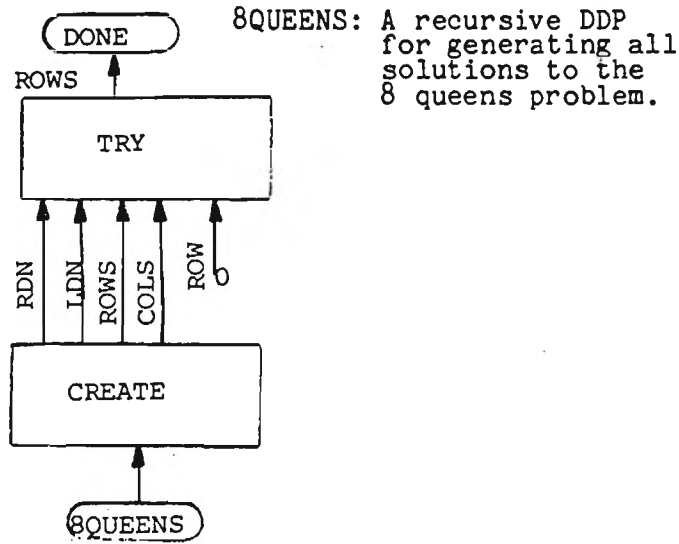 8QUEENS: A recursive DDP
for generating all
solutions to the
8 queens problem.
DONE
ROWS
TRY
RDN
LDN
ROWS
COLS
ROW
0
CREATE
8QUEENS